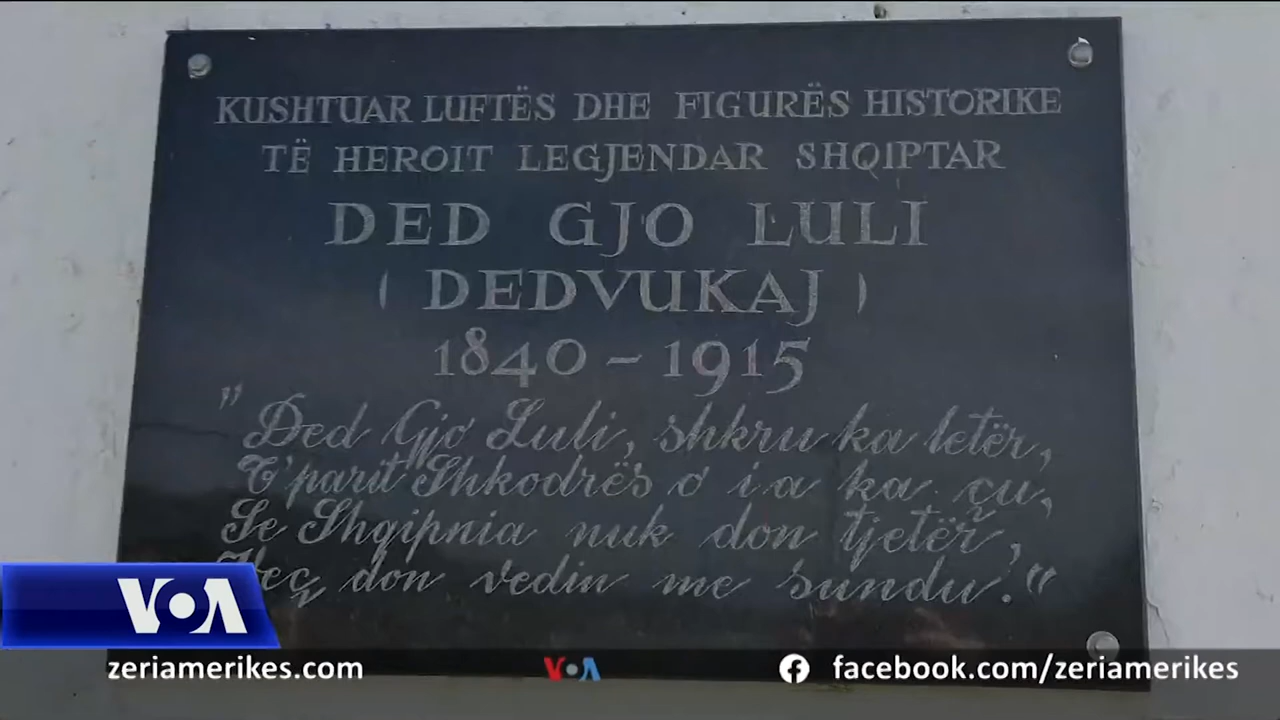 KUSHTUAR LUFTËS DHE FIGURËS HISTORIKE
TË HEROIT LEGJENDAR SHQIPTAR
DED GJO LULI
( DEDVUKAJ )
1840 – 1915
"Ded Gjo Luli, shkru ka letër,
T'parit Shkodrës o i a ka çu,
Se Shqipnia nuk don tjetër,
Veç don vedin me sundu."
VOA
zeriamerikes.com
VOA
facebook.com/zeriamerikes